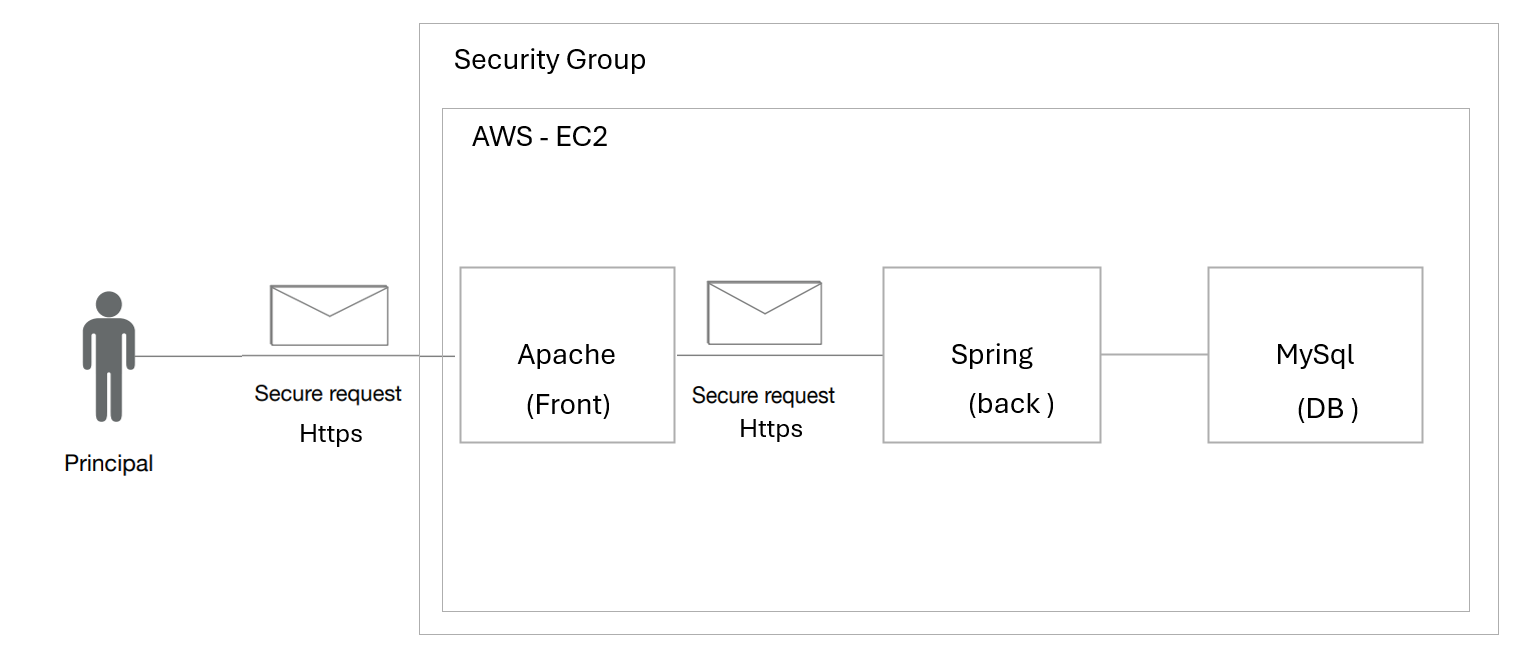 Security Group
AWS - EC2
Apache
(Front)
Spring
(back )
MySql
(DB )
Secure request
Https
Secure request
Https
Principal